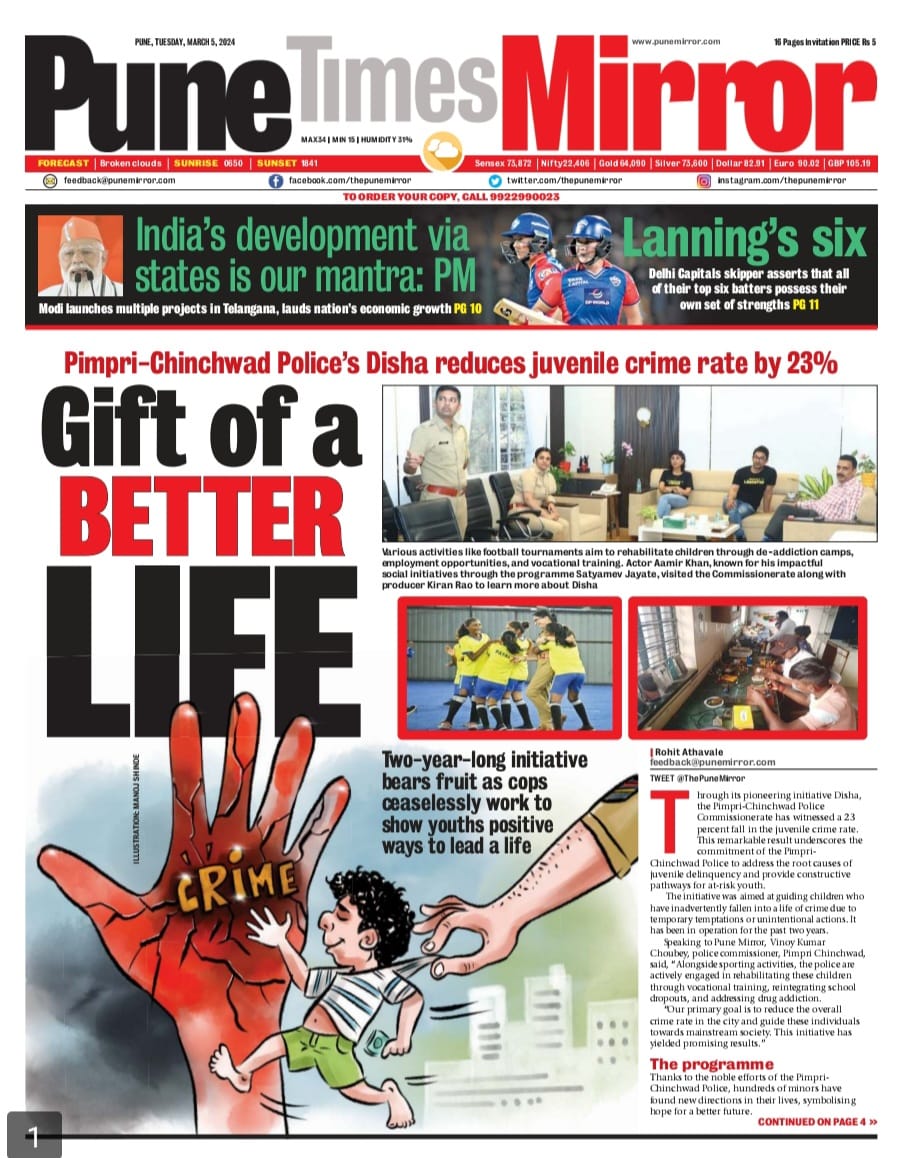 PUNE, TUESDAY, MARCH 5, 2024
www.punemirror.com
16 Pages Invitation PRICE Rs 5
Pune Times Mirror
MAX34 | MIN 15 | HUMIDITY 31%
FORECAST | Broken clouds | SUNRISE 0650 | SUNSET 1841
Sensex 73,872 | Nifty22,406 | Gold 64,090 | Silver 73,600 | Dollar 82.91 | Euro 90.02 | GBP 105.19
feedback@punemirror.com
facebook.com/thepunemirror
twitter.com/thepunemirror
instagram.com/thepunemirror
TO ORDER YOUR COPY, CALL 9922990023
India's development via
states is our mantra: PM
Modi launches multiple projects in Telangana, lauds nation's economic growth PG 10
Lanning's six
Delhi Capitals skipper asserts that all
of their top six batters possess their
own set of strengths PG 11
Pimpri-Chinchwad Police's Disha reduces juvenile crime rate by 23%
Gift of a
BETTER
LIFE
Various activities like football tournaments aim to rehabilitate children through de-addiction camps,
employment opportunities, and vocational training. Actor Aamir Khan, known for his impactful
social initiatives through the programme Satyamev Jayate, visited the Commissionerate along with
producer Kiran Rao to learn more about Disha
Two-year-long initiative
bears fruit as cops
ceaselessly work to
show youths positive
ways to lead a life
ILLUSTRATION: MANOJ SHINDE
CRIME
Rohit Athavale
feedback@punemirror.com
TWEET @ThePuneMirror
Through its pioneering initiative Disha,
the Pimpri-Chinchwad Police
Commissionerate has witnessed a 23
percent fall in the juvenile crime rate.
This remarkable result underscores the
commitment of the Pimpri-
Chinchwad Police to address the root causes of
juvenile delinquency and provide constructive
pathways for at-risk youth.
The initiative was aimed at guiding children who
have inadvertently fallen into a life of crime due to
temporary temptations or unintentional actions. It
has been in operation for the past two years.
Speaking to Pune Mirror, Vinoy Kumar
Choubey, police commissioner, Pimpri Chinchwad,
said, "Alongside sporting activities, the police are
actively engaged in rehabilitating these children
through vocational training, reintegrating school
dropouts, and addressing drug addiction.
"Our primary goal is to reduce the overall
crime rate in the city and guide these individuals
towards mainstream society. This initiative has
yielded promising results."
The programme
Thanks to the noble efforts of the Pimpri-
Chinchwad Police, hundreds of minors have
found new directions in their lives, symbolising
hope for a better future.
CONTINUED ON PAGE 4 »
1